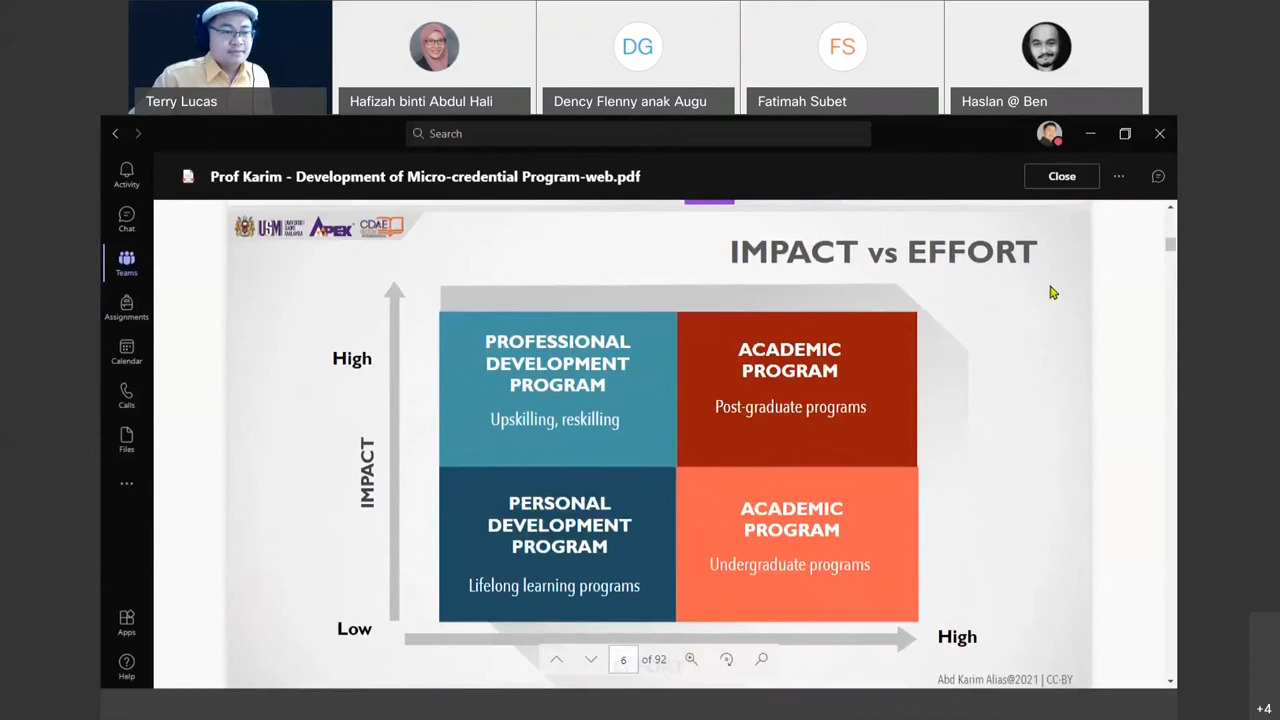 DG
FS
Terry Lucas
Hafizah binti Abdul Hali
Dency Flenny anak Augu
Fatimah Subet
Haslan @ Ben
Search
Activity
Chat
Teams
Assignments
Calendar
Calls
Files
Apps
Help
Prof Karim - Development of Micro-credential Program-web.pdf
Close
USM
APEX
CDAE
IMPACT vs EFFORT
High
IMPACT
Low
PROFESSIONAL
DEVELOPMENT
PROGRAM
Upskilling, reskilling
ACADEMIC
PROGRAM
Post-graduate programs
PERSONAL
DEVELOPMENT
PROGRAM
Lifelong learning programs
ACADEMIC
PROGRAM
Undergraduate programs
High
6 of 92
Abd Karim Alias@2021 | CC-BY
+4